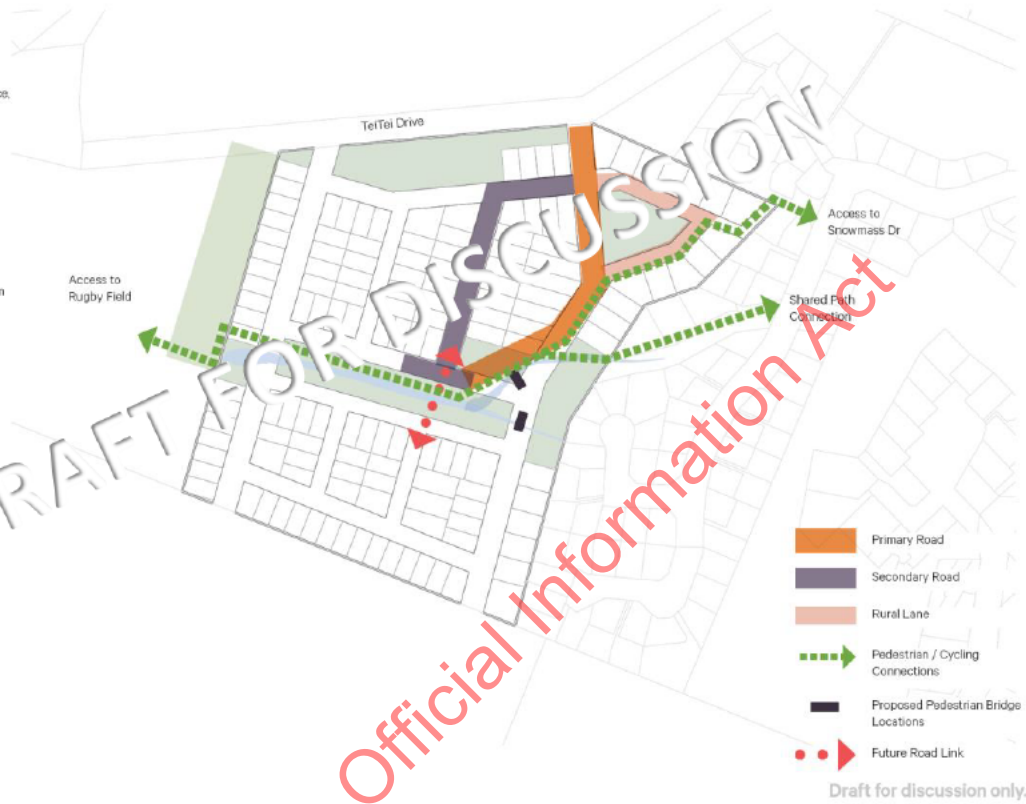 ce,
TeiTei Drive
Access to
Snowmass Dr
Access to
Rugby Field
n
Shared Path
Connection
DRAFT FOR DISCUSSION
Official Information Act
Primary Road
Secondary Road
Rural Lane
Pedestrian / Cycling
Connections
Proposed Pedestrian Bridge
Locations
Future Road Link
Draft for discussion only.